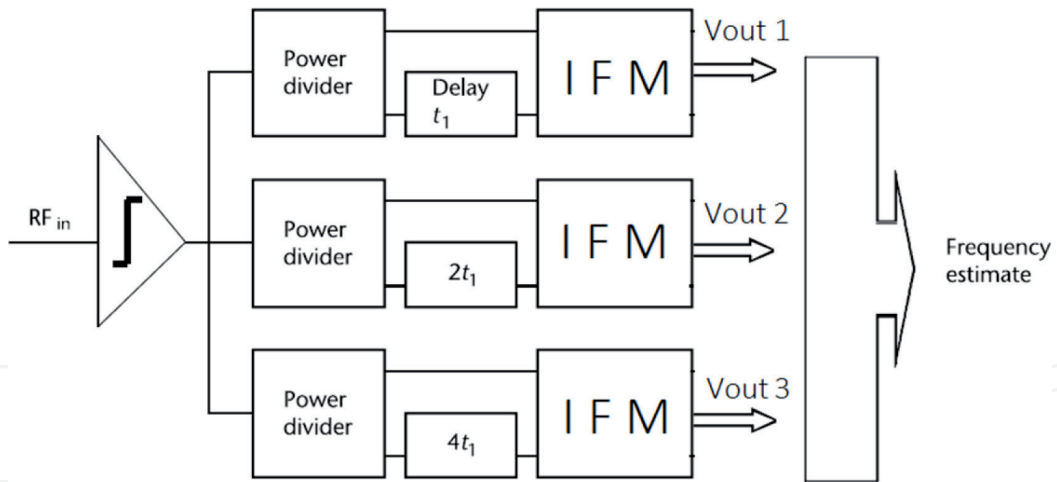 Power
divider
Delay
t₁
I F M
Vout 1
RF in
Power
divider
2t₁
I F M
Vout 2
Frequency
estimate
Power
divider
4t₁
I F M
Vout 3